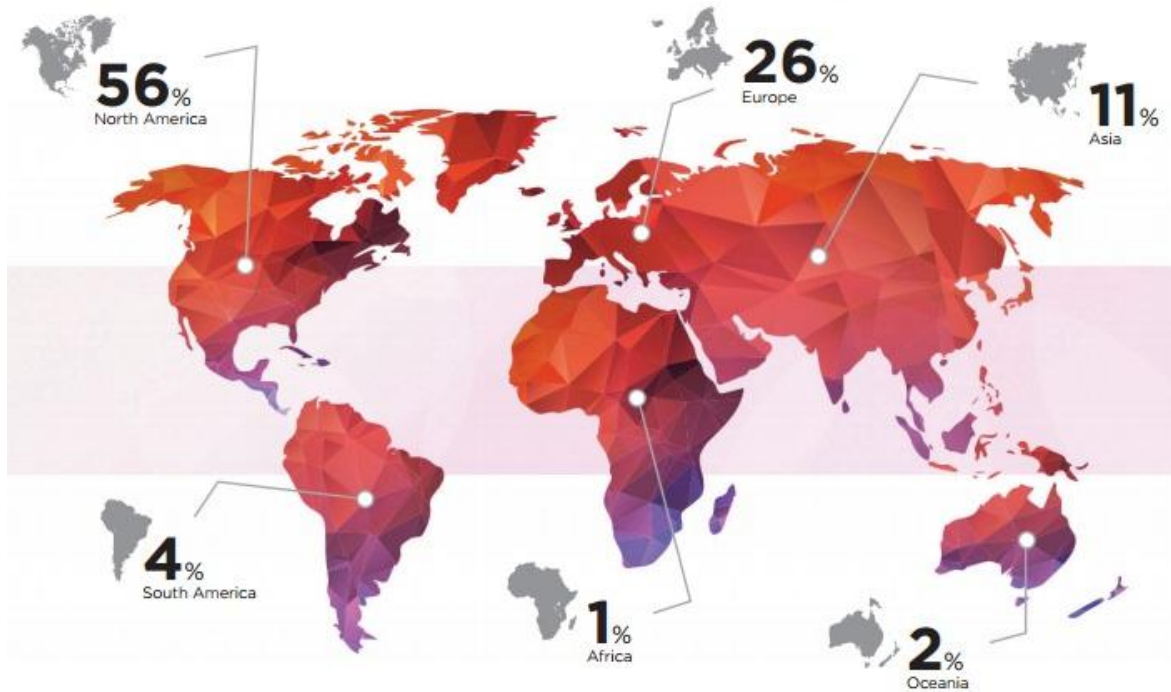 56%
North America
26%
Europe
11%
Asia
4%
South America
1%
Africa
2%
Oceania